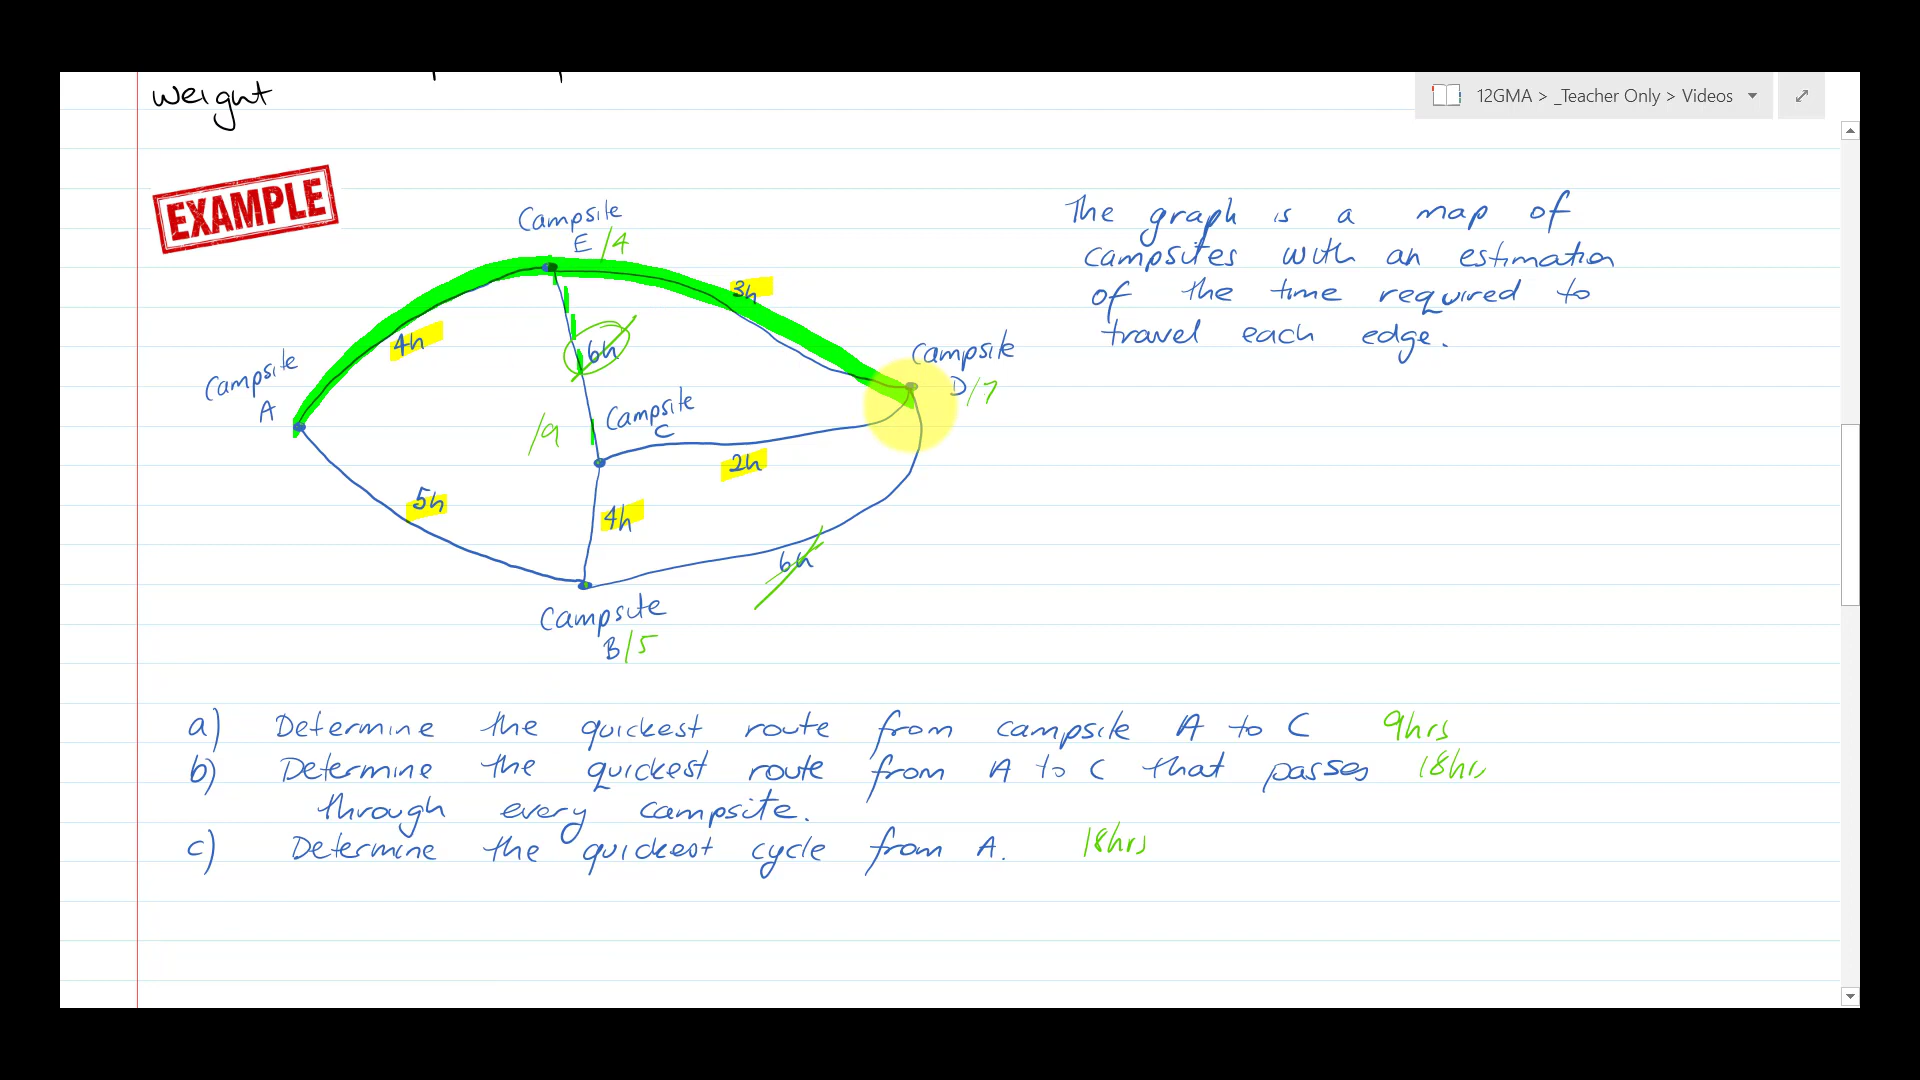 weight
12GMA > _Teacher Only > Videos
EXAMPLE
Campsite
E /4
3h
4h
6h
Campsite
A
Campsite
D /7
Campsite
C
/9
2h
5h
4h
6h
Campsite
B /5
The graph is a map of
campsites with an estimation
of the time required to
travel each edge.
a) Determine the quickest route from campsite A to C 9hrs
b) Determine the quickest route from A to C that passes 18hrs
through every campsite.
c) Determine the quickest cycle from A. 18hrs